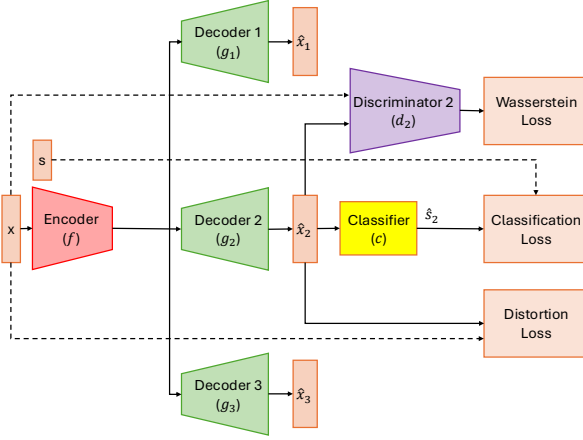 Decoder 1
(g₁)
x̂₁
Discriminator 2
(d₂)
Wasserstein
Loss
s
x
Encoder
(f)
Decoder 2
(g₂)
x̂₂
Classifier
(c)
ŝ₂
Classification
Loss
Distortion
Loss
Decoder 3
(g₃)
x̂₃